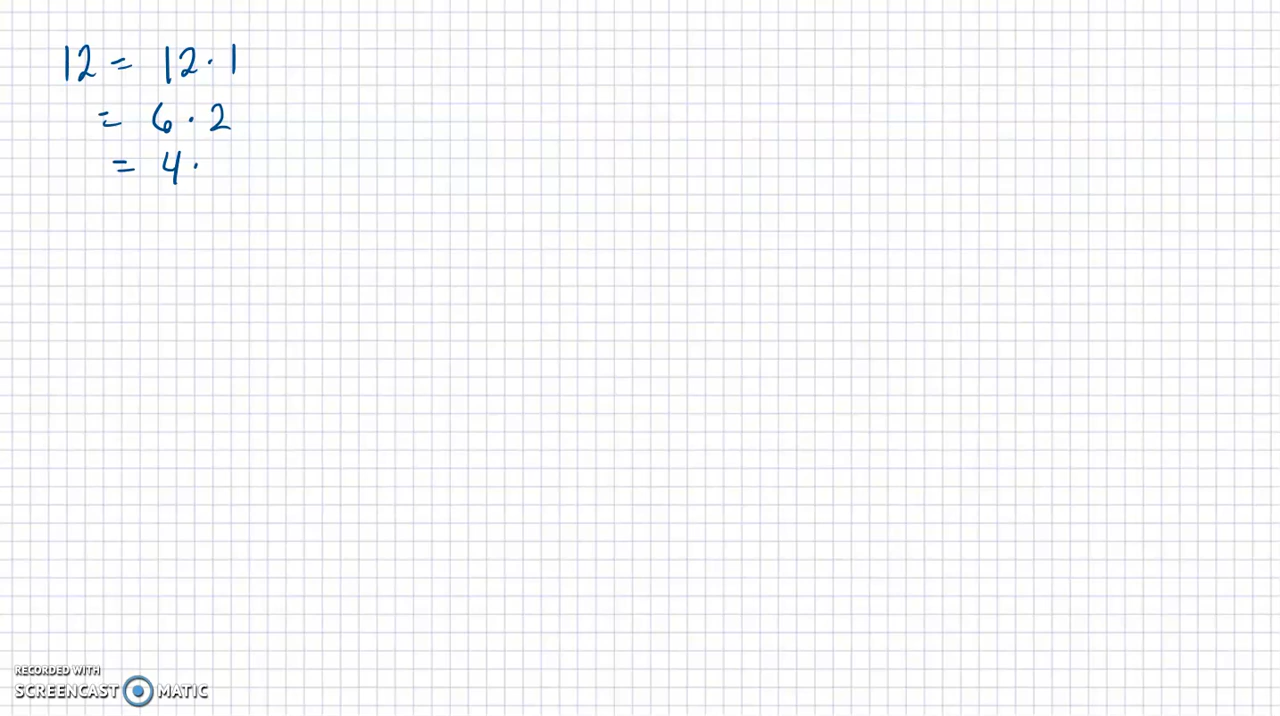 12 = 12 · 1
= 6 · 2
= 4 ·
RECORDED WITH
SCREENCAST MATIC